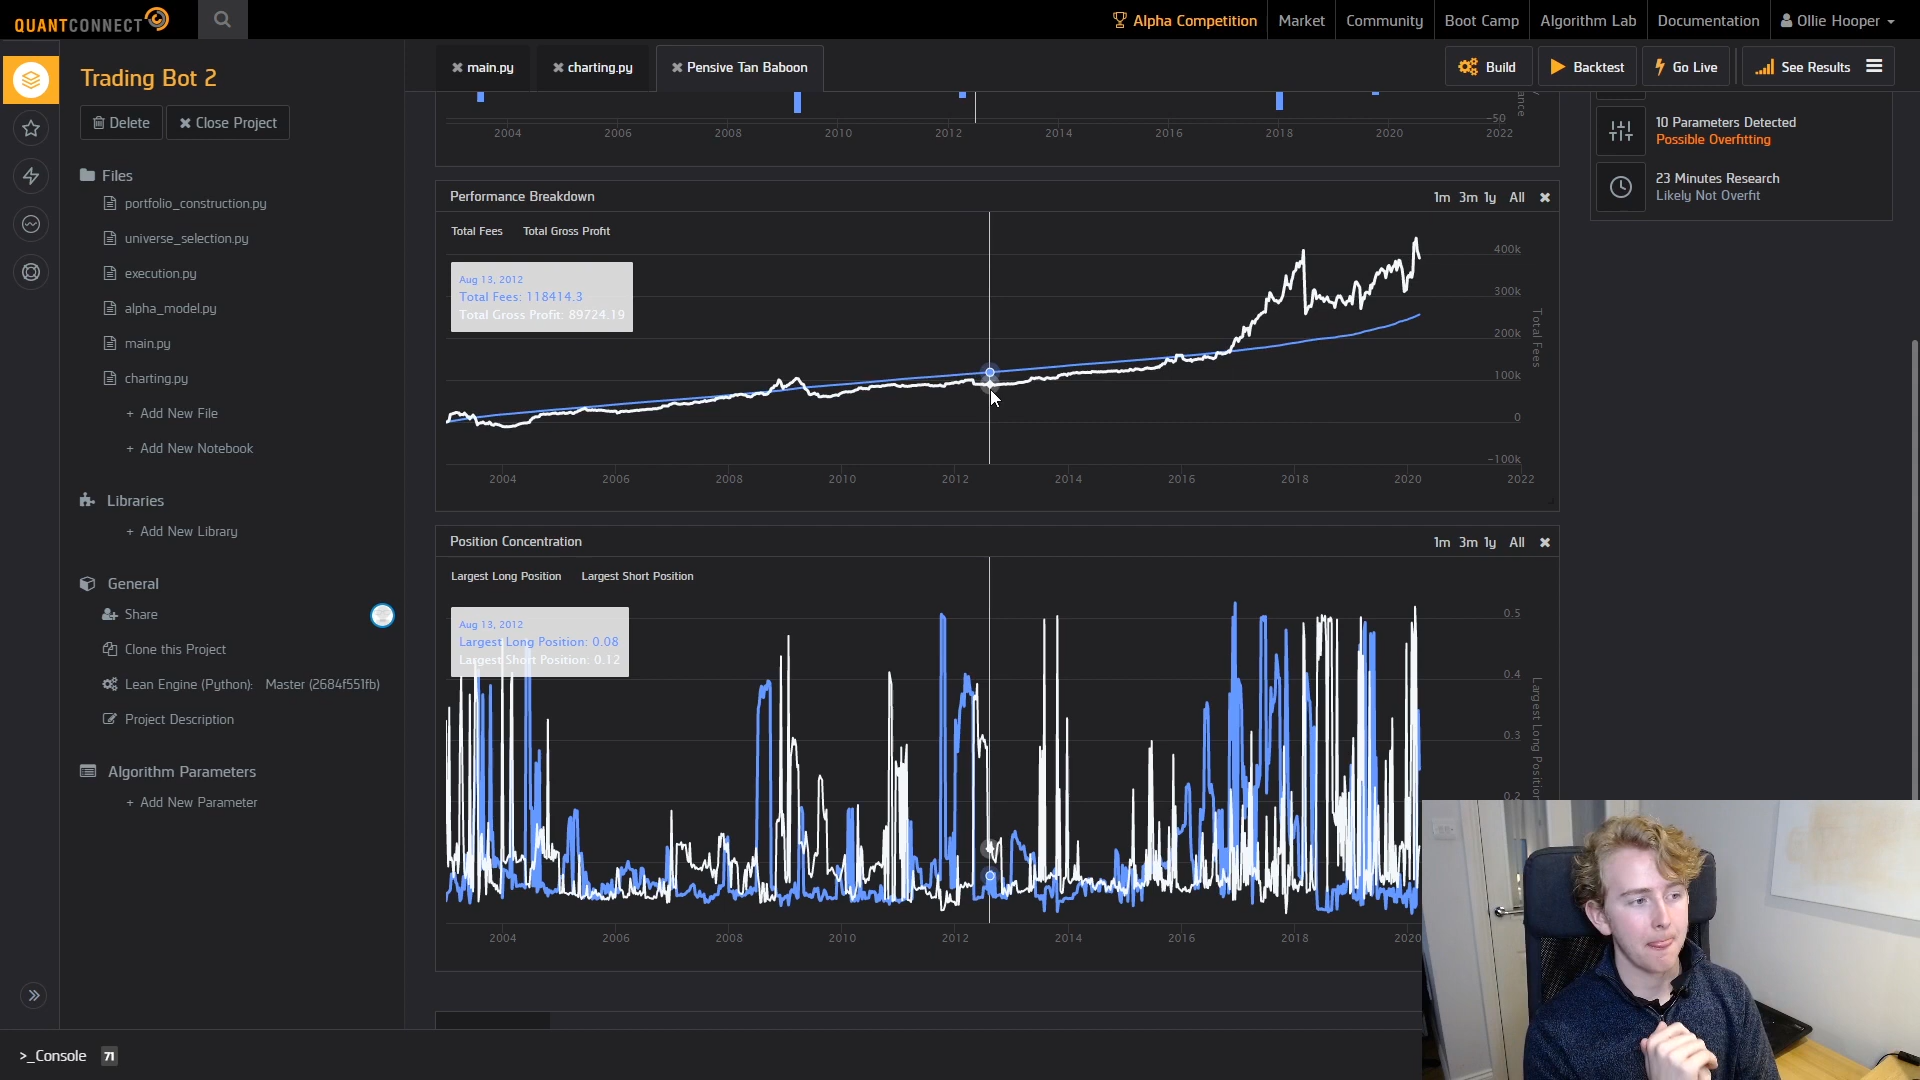 QUANTCONNECT
Alpha Competition Market Community Boot Camp Algorithm Lab Documentation Ollie Hooper
Trading Bot 2
Delete Close Project
Files
portfolio_construction.py
universe_selection.py
execution.py
alpha_model.py
main.py
charting.py
+ Add New File
+ Add New Notebook
Libraries
+ Add New Library
General
Share
Clone this Project
Lean Engine (Python): Master (2684f551fb)
Project Description
Algorithm Parameters
+ Add New Parameter
>_Console 71
main.py charting.py Pensive Tan Baboon
Build Backtest Go Live See Results
-50
2004 2006 2008 2010 2012 2014 2016 2018 2020 2022
Performance Breakdown 1m 3m 1y All
Total Fees Total Gross Profit
Aug 13, 2012
Total Fees: 118414.3
Total Gross Profit: 89724.19
400k
300k
200k
100k
0
-100k
Total Fees
2004 2006 2008 2010 2012 2014 2016 2018 2020 2022
Position Concentration 1m 3m 1y All
Largest Long Position Largest Short Position
Aug 13, 2012
Largest Long Position: 0.08
Largest Short Position: 0.12
0.5
0.4
0.3
0.2
Largest Long Position
2004 2006 2008 2010 2012 2014 2016 2018 2020
10 Parameters Detected
Possible Overfitting
23 Minutes Research
Likely Not Overfit